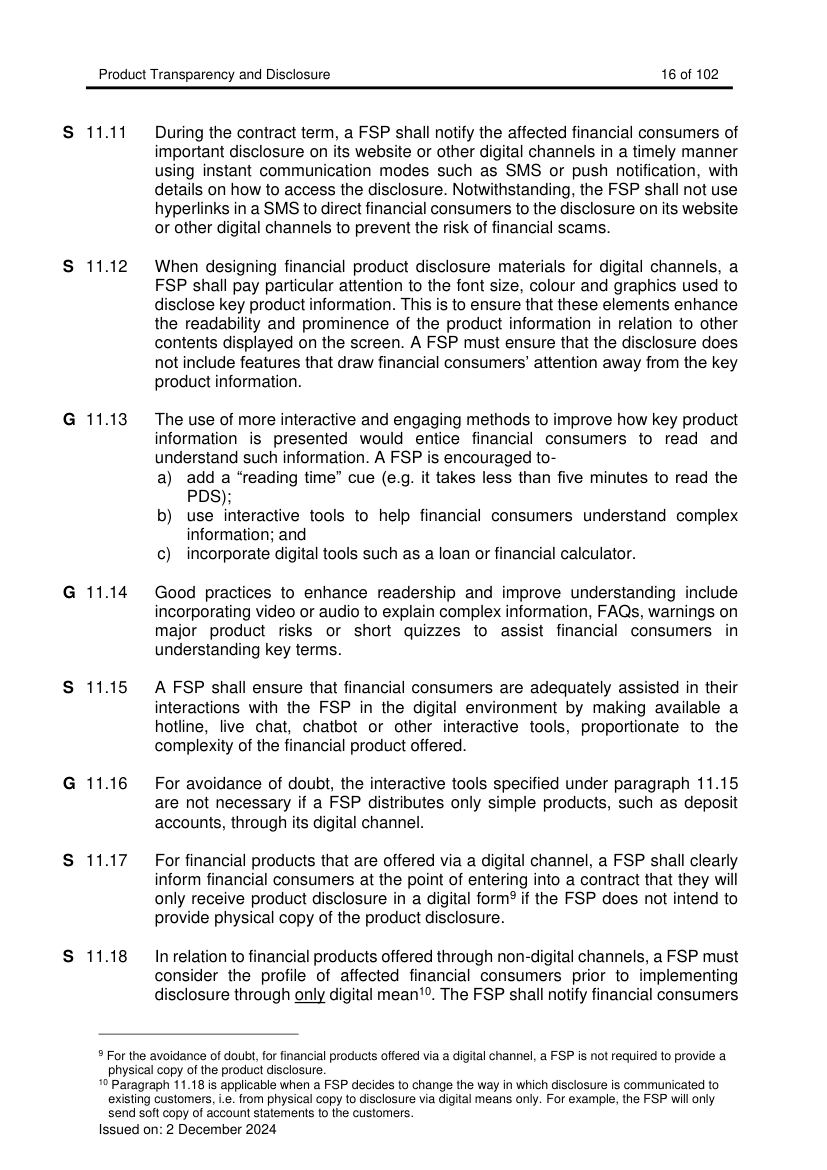 Product Transparency and Disclosure 16 of 102
S 11.11 During the contract term, a FSP shall notify the affected financial consumers of
important disclosure on its website or other digital channels in a timely manner
using instant communication modes such as SMS or push notification, with
details on how to access the disclosure. Notwithstanding, the FSP shall not use
hyperlinks in a SMS to direct financial consumers to the disclosure on its website
or other digital channels to prevent the risk of financial scams.
S 11.12 When designing financial product disclosure materials for digital channels, a
FSP shall pay particular attention to the font size, colour and graphics used to
disclose key product information. This is to ensure that these elements enhance
the readability and prominence of the product information in relation to other
contents displayed on the screen. A FSP must ensure that the disclosure does
not include features that draw financial consumers’ attention away from the key
product information.
G 11.13 The use of more interactive and engaging methods to improve how key product
information is presented would entice financial consumers to read and
understand such information. A FSP is encouraged to-
a) add a “reading time” cue (e.g. it takes less than five minutes to read the
PDS);
b) use interactive tools to help financial consumers understand complex
information; and
c) incorporate digital tools such as a loan or financial calculator.
G 11.14 Good practices to enhance readership and improve understanding include
incorporating video or audio to explain complex information, FAQs, warnings on
major product risks or short quizzes to assist financial consumers in
understanding key terms.
S 11.15 A FSP shall ensure that financial consumers are adequately assisted in their
interactions with the FSP in the digital environment by making available a
hotline, live chat, chatbot or other interactive tools, proportionate to the
complexity of the financial product offered.
G 11.16 For avoidance of doubt, the interactive tools specified under paragraph 11.15
are not necessary if a FSP distributes only simple products, such as deposit
accounts, through its digital channel.
S 11.17 For financial products that are offered via a digital channel, a FSP shall clearly
inform financial consumers at the point of entering into a contract that they will
only receive product disclosure in a digital form⁹ if the FSP does not intend to
provide physical copy of the product disclosure.
S 11.18 In relation to financial products offered through non-digital channels, a FSP must
consider the profile of affected financial consumers prior to implementing
disclosure through only digital mean¹⁰. The FSP shall notify financial consumers
⁹ For the avoidance of doubt, for financial products offered via a digital channel, a FSP is not required to provide a
physical copy of the product disclosure.
¹⁰ Paragraph 11.18 is applicable when a FSP decides to change the way in which disclosure is communicated to
existing customers, i.e. from physical copy to disclosure via digital means only. For example, the FSP will only
send soft copy of account statements to the customers.
Issued on: 2 December 2024